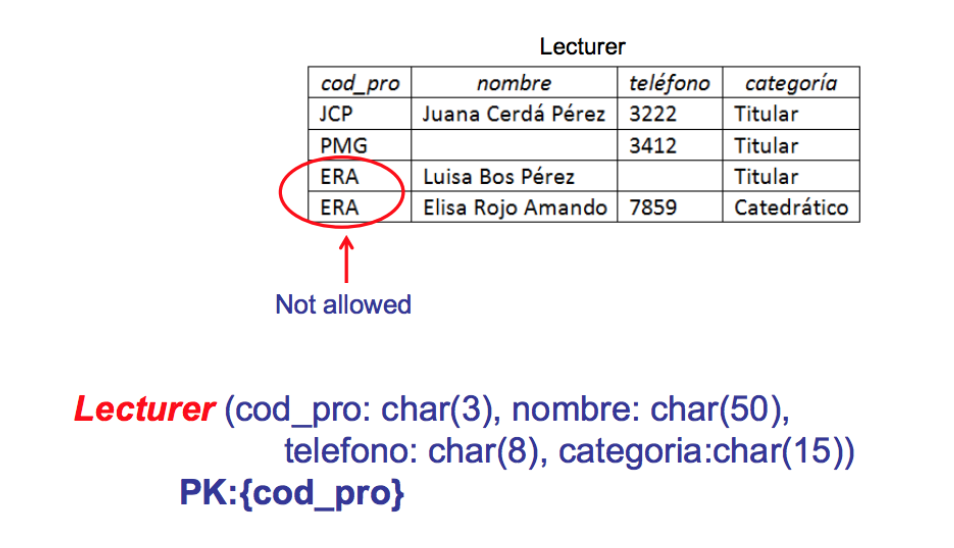 Lecturer
cod_pro nombre teléfono categoría
JCP Juana Cerdá Pérez 3222 Titular
PMG 3412 Titular
ERA Luisa Bos Pérez Titular
ERA Elisa Rojo Amando 7859 Catedrático
Not allowed
Lecturer (cod_pro: char(3), nombre: char(50),
telefono: char(8), categoria:char(15))
PK:{cod_pro}